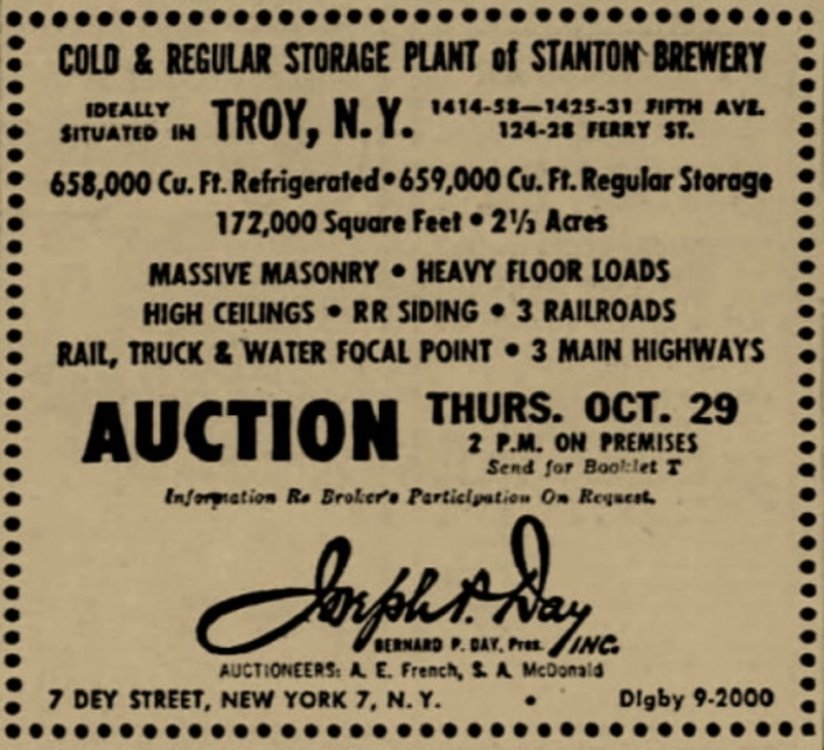 COLD & REGULAR STORAGE PLANT of STANTON BREWERY
IDEALLY SITUATED IN TROY, N.Y. 1414-58—1425-31 FIFTH AVE.
124-28 FERRY ST.
658,000 Cu. Ft. Refrigerated • 659,000 Cu. Ft. Regular Storage
172,000 Square Feet • 2⅓ Acres
MASSIVE MASONRY • HEAVY FLOOR LOADS
HIGH CEILINGS • RR SIDING • 3 RAILROADS
RAIL, TRUCK & WATER FOCAL POINT • 3 MAIN HIGHWAYS
AUCTION THURS. OCT. 29
2 P.M. ON PREMISES
Send for Booklet T
Information Re Broker's Participation On Request.
Joseph P. Day
BERNARD P. DAY, Pres. INC.
AUCTIONEERS: A. E. French, S. A. McDonald
7 DEY STREET, NEW YORK 7, N. Y. • DIgby 9-2000